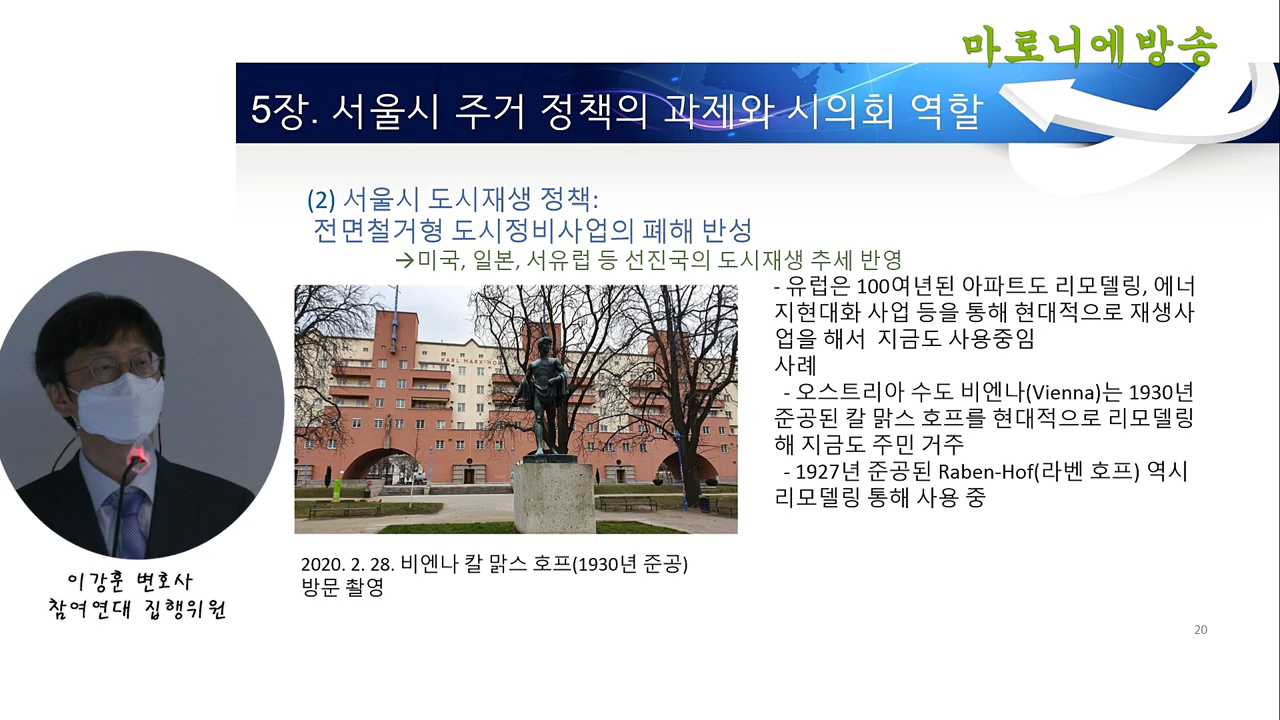 마로니에방송
5장. 서울시 주거 정책의 과제와 시의회 역할
(2) 서울시 도시재생 정책:
전면철거형 도시정비사업의 폐해 반성
→미국, 일본, 서유럽 등 선진국의 도시재생 추세 반영
- 유럽은 100여년된 아파트도 리모델링, 에너
지현대화 사업 등을 통해 현대적으로 재생사
업을 해서 지금도 사용중임
사례
- 오스트리아 수도 비엔나(Vienna)는 1930년
준공된 칼 맑스 호프를 현대적으로 리모델링
해 지금도 주민 거주
- 1927년 준공된 Raben-Hof(라벤 호프) 역시
리모델링 통해 사용 중
KARL MARX-HOF
2020. 2. 28. 비엔나 칼 맑스 호프(1930년 준공)
방문 촬영
이강훈 변호사
참여연대 집행위원
20